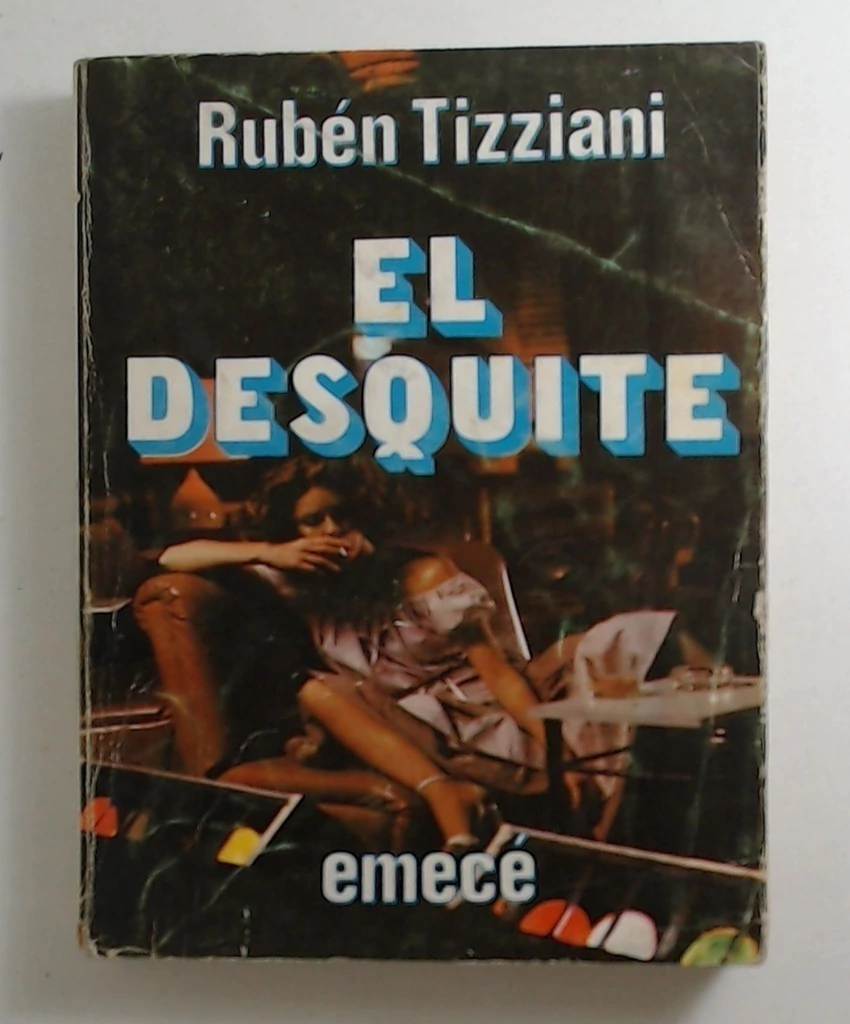 Rubén Tizziani
EL
DESQUITE
emecé